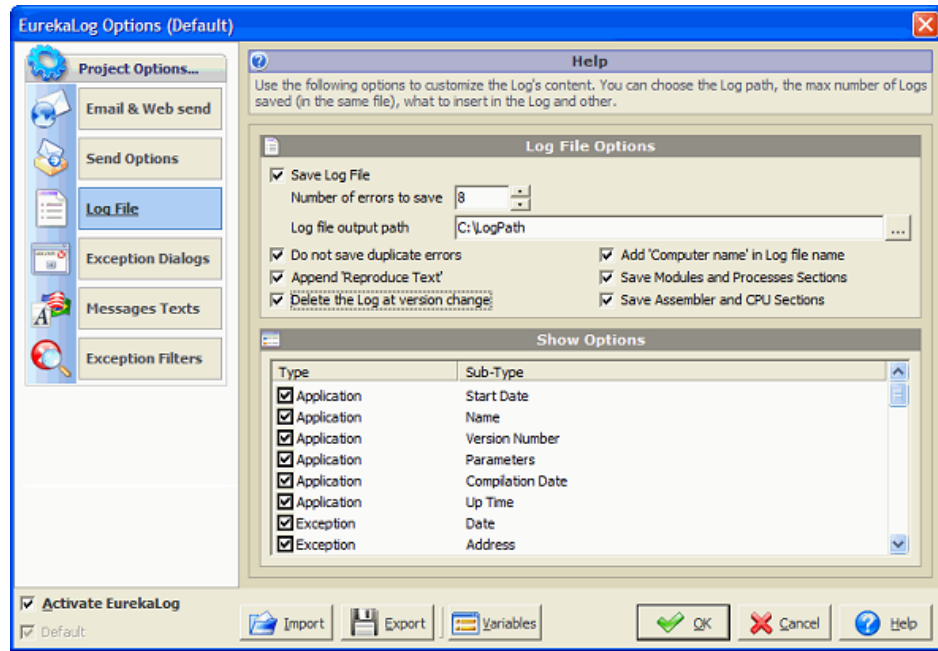 EurekaLog Options (Default)
Project Options...
Email & Web send
Send Options
Log File
Exception Dialogs
Messages Texts
Exception Filters
Activate EurekaLog
Default
Help
Use the following options to customize the Log's content. You can choose the Log path, the max number of Logs
saved (in the same file), what to insert in the Log and other.
Log File Options
Save Log File
Number of errors to save 8
Log file output path C:\LogPath ...
Do not save duplicate errors Add 'Computer name' in Log file name
Append 'Reproduce Text' Save Modules and Processes Sections
Delete the Log at version change Save Assembler and CPU Sections
Show Options
Type Sub-Type
Application Start Date
Application Name
Application Version Number
Application Parameters
Application Compilation Date
Application Up Time
Exception Date
Exception Address
Import Export Variables OK Cancel Help